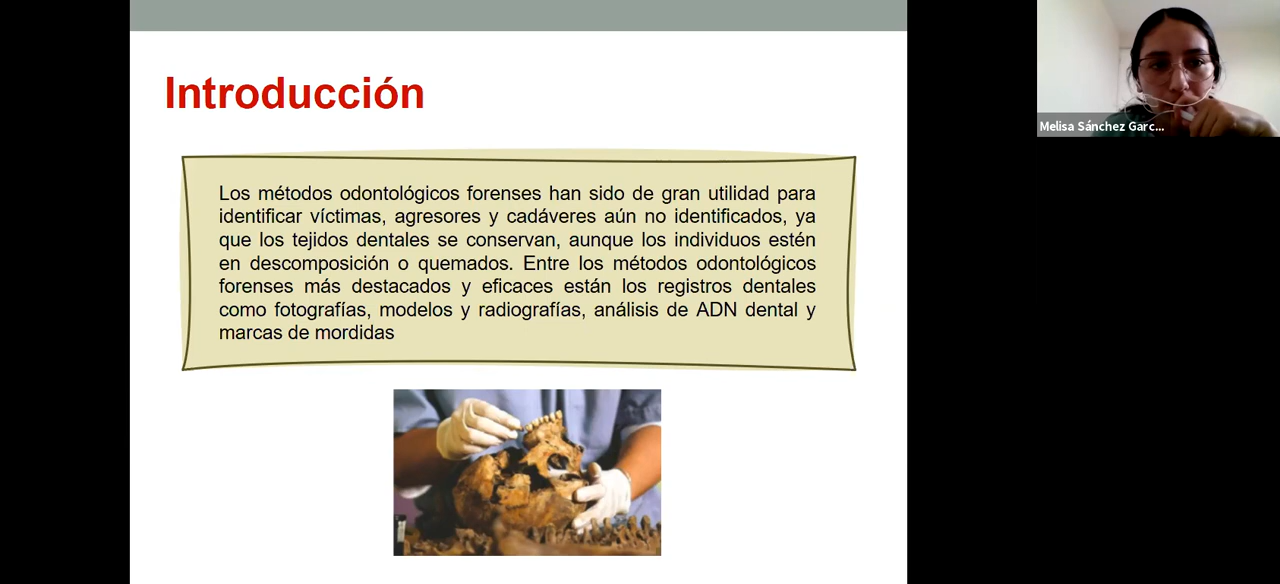 Introducción
Los métodos odontológicos forenses han sido de gran utilidad para
identificar víctimas, agresores y cadáveres aún no identificados, ya
que los tejidos dentales se conservan, aunque los individuos estén
en descomposición o quemados. Entre los métodos odontológicos
forenses más destacados y eficaces están los registros dentales
como fotografías, modelos y radiografías, análisis de ADN dental y
marcas de mordidas
Melisa Sánchez Garc...